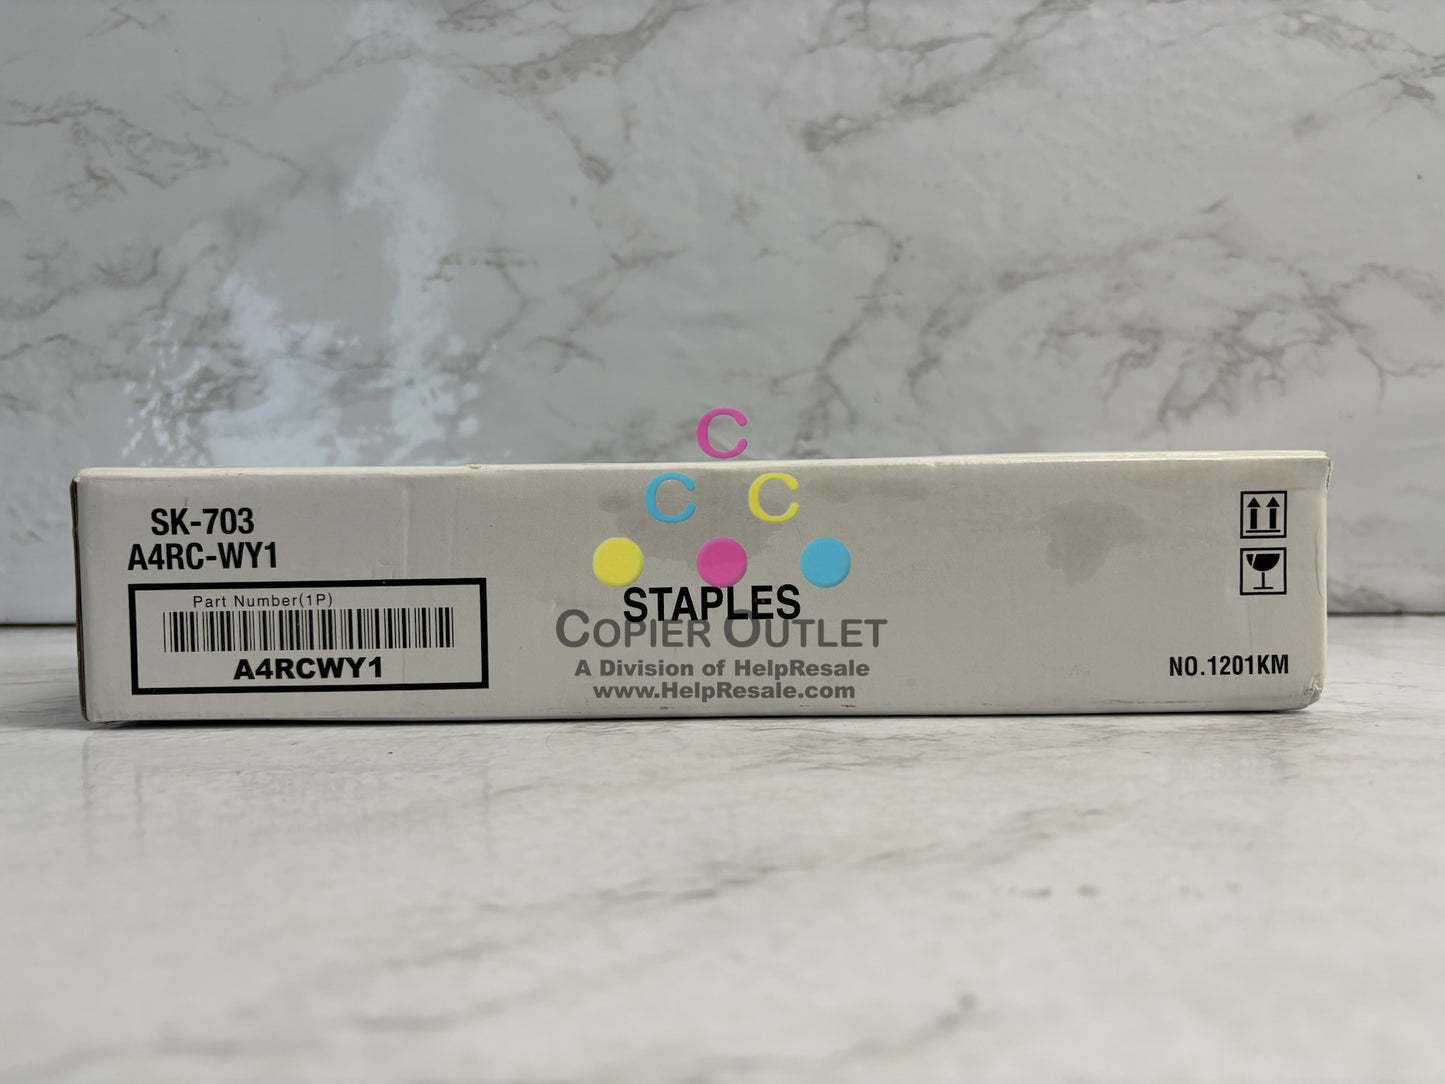 C
C C
SK-703
A4RC-WY1
Part Number(1P)
A4RCWY1
STAPLES
COPIER OUTLET
A Division of HelpResale
www.HelpResale.com
NO.1201KM